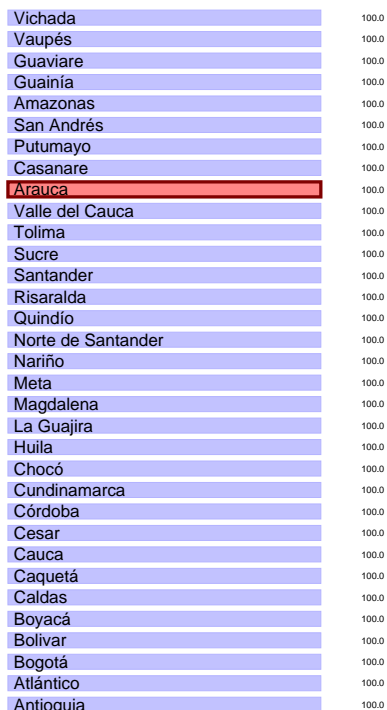 Vichada 100.0
Vaupés 100.0
Guaviare 100.0
Guainía 100.0
Amazonas 100.0
San Andrés 100.0
Putumayo 100.0
Casanare 100.0
Arauca 100.0
Valle del Cauca 100.0
Tolima 100.0
Sucre 100.0
Santander 100.0
Risaralda 100.0
Quindío 100.0
Norte de Santander 100.0
Nariño 100.0
Meta 100.0
Magdalena 100.0
La Guajira 100.0
Huila 100.0
Chocó 100.0
Cundinamarca 100.0
Córdoba 100.0
Cesar 100.0
Cauca 100.0
Caquetá 100.0
Caldas 100.0
Boyacá 100.0
Bolivar 100.0
Bogotá 100.0
Atlántico 100.0
Antioquia 100.0